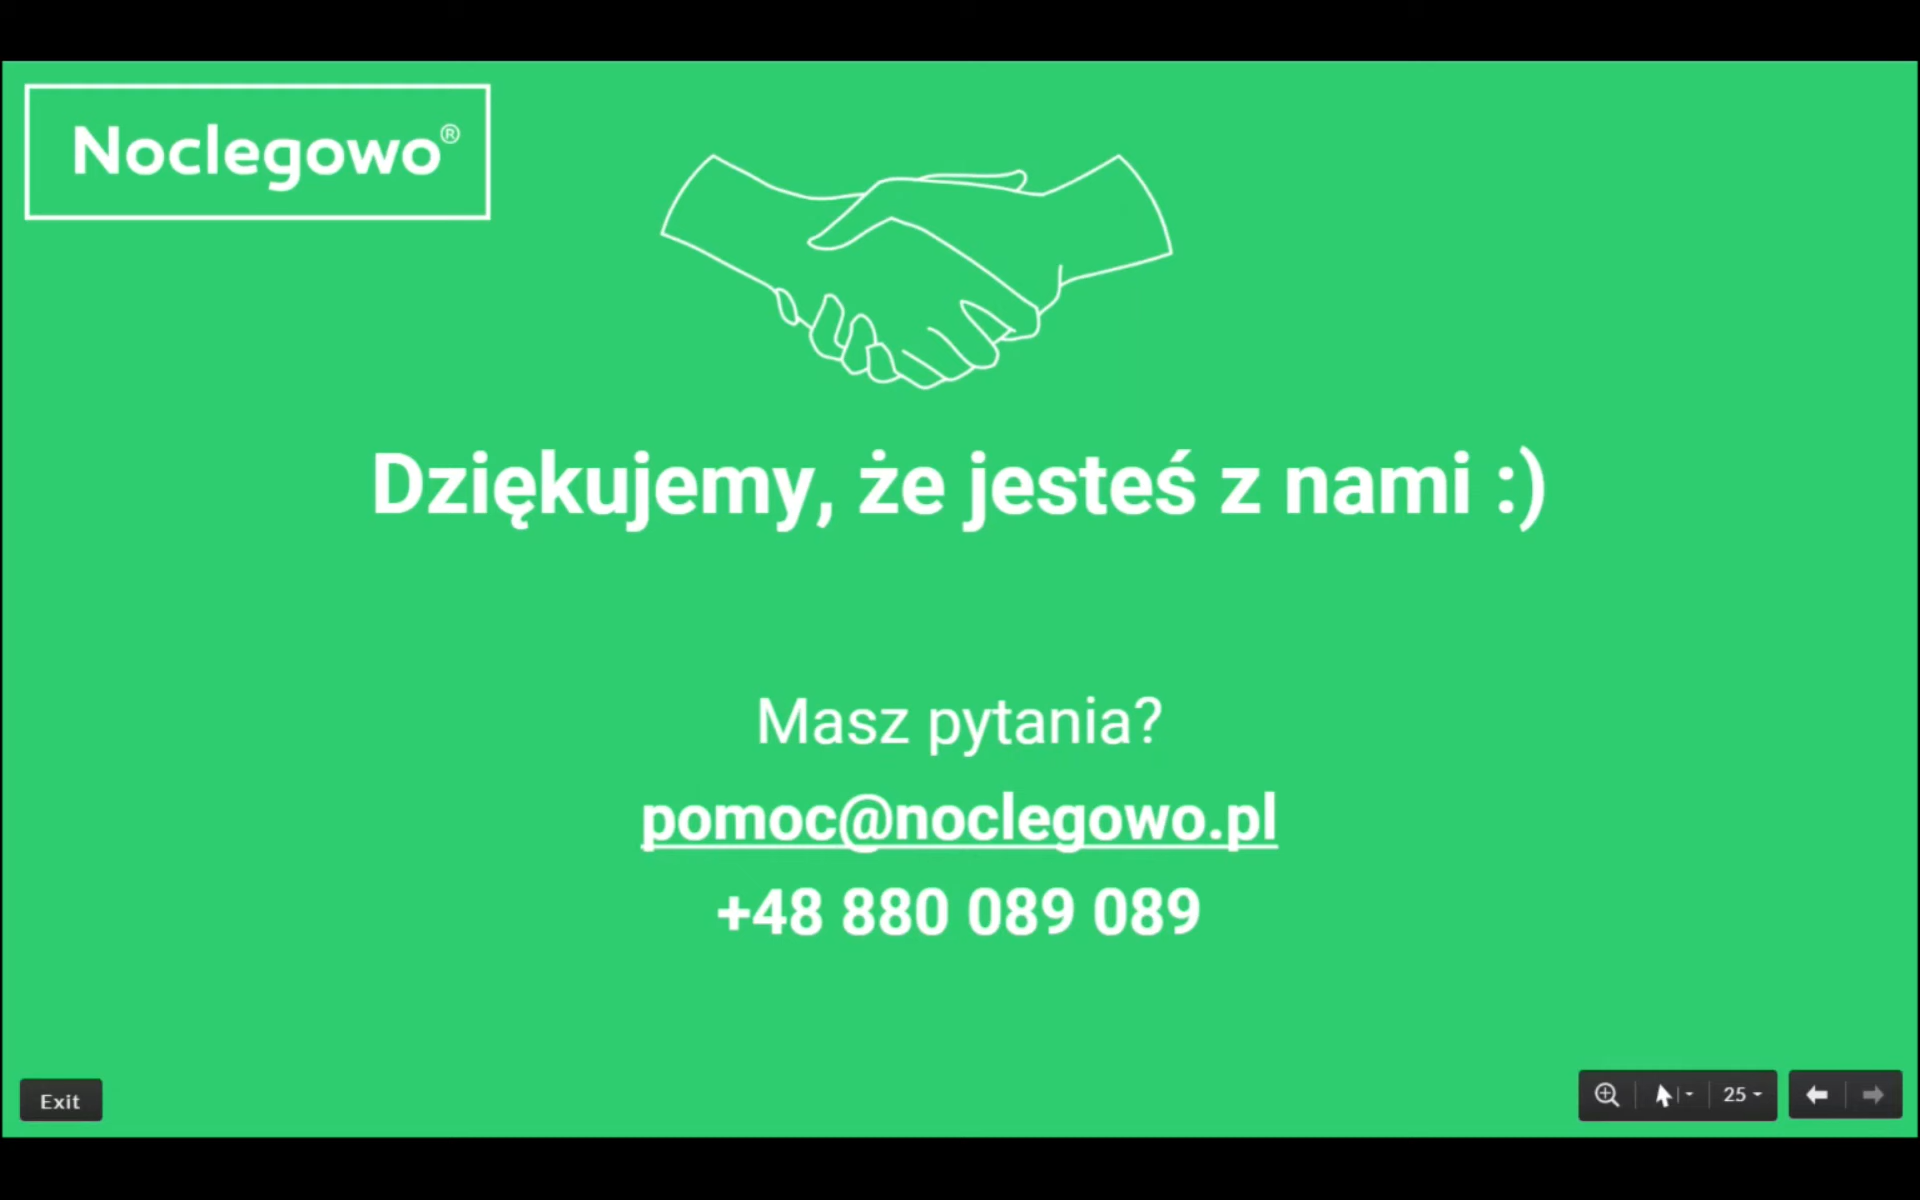 Noclegowo®
Dziękujemy, że jesteś z nami :)
Masz pytania?
pomoc@noclegowo.pl
+48 880 089 089
Exit
25